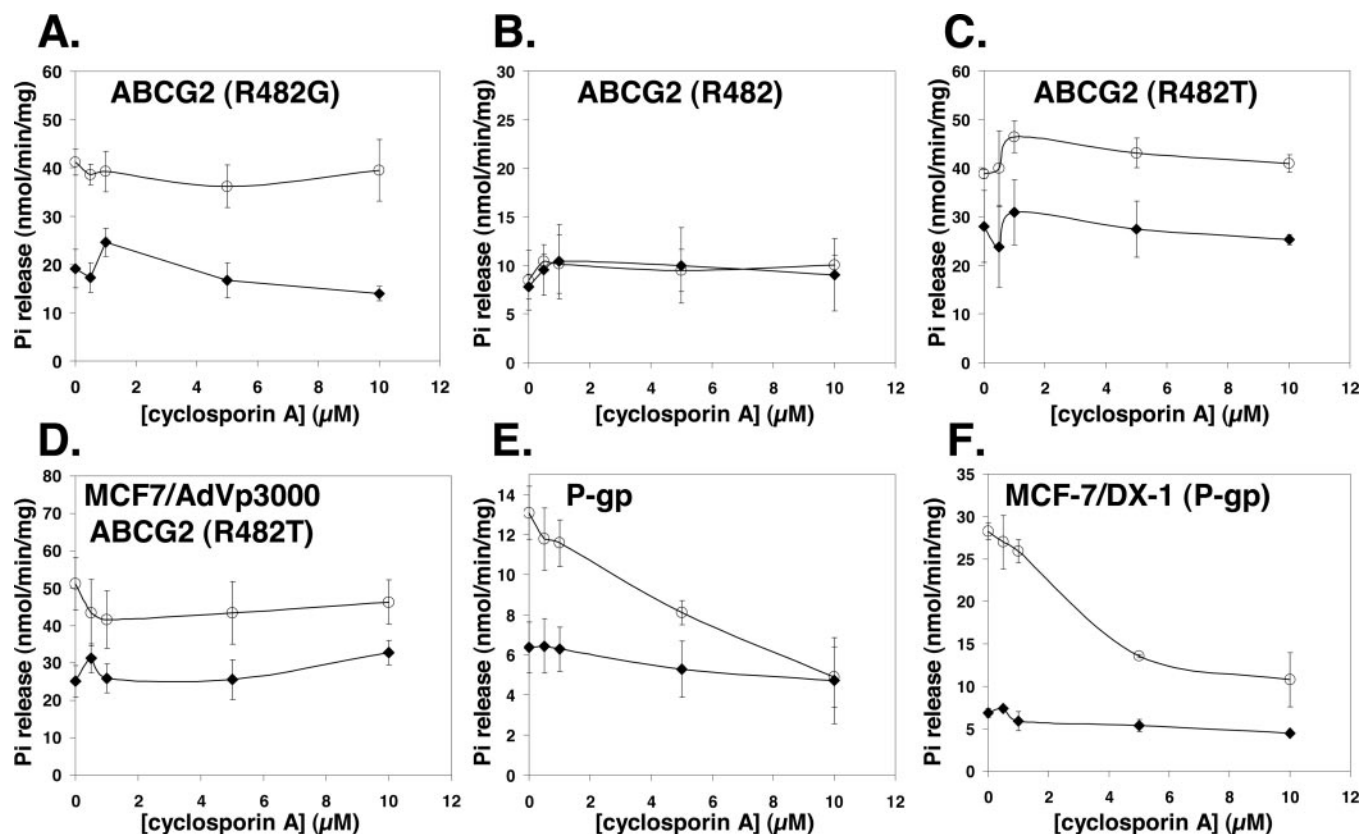 A.
ABCG2 (R482G)
Pi release (nmol/min/mg)
60
50
40
30
20
10
0
0 2 4 6 8 10 12
[cyclosporin A] (µM)
B.
ABCG2 (R482)
Pi release (nmol/min/mg)
30
25
20
15
10
5
0
0 2 4 6 8 10 12
[cyclosporin A] (µM)
C.
ABCG2 (R482T)
Pi release (nmol/min/mg)
60
50
40
30
20
10
0
0 2 4 6 8 10 12
[cyclosporin A] (µM)
D.
MCF7/AdVp3000
ABCG2 (R482T)
Pi release (nmol/min/mg)
80
70
60
50
40
30
20
10
0
0 2 4 6 8 10 12
[cyclosporin A] (µM)
E.
P-gp
Pi release (nmol/min/mg)
14
12
10
8
6
4
2
0
0 2 4 6 8 10 12
[cyclosporin A] (µM)
F.
MCF-7/DX-1 (P-gp)
Pi release (nmol/min/mg)
35
30
25
20
15
10
5
0
0 2 4 6 8 10 12
[cyclosporin A] (µM)